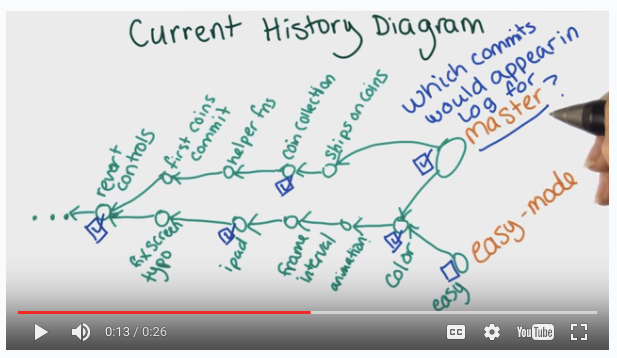 Current History Diagram
which commits
would appear in
log for
master?
revert
controls
first coins
commit
helper fns
coin collection
ships on coins
fix screen
typo
ipad
frame
interval
animation
color
easy
easy-mode
0:13 / 0:26
CC
YouTube